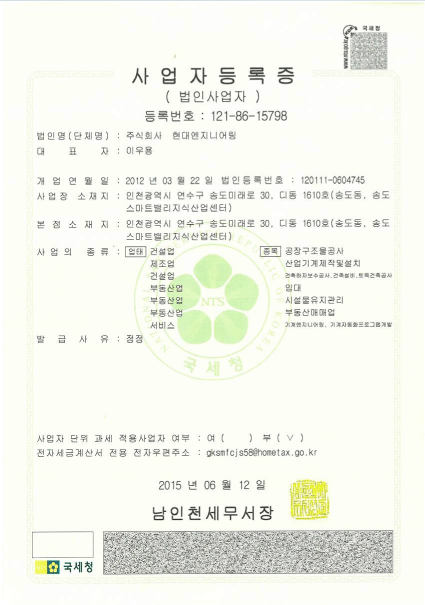 국세청
www.nts.go.kr
사업자등록증
( 법인사업자 )
등록번호 : 121-86-15798
법인명(단체명) : 주식회사 현대엔지니어링
대 표 자 : 이우용
개 업 연 월 일 : 2012 년 03 월 22 일 법인등록번호 : 120111-0604745
사업장 소재지 : 인천광역시 연수구 송도미래로 30, 디동 1610호(송도동, 송도
스마트밸리지식산업센터)
본 점 소 재 지 : 인천광역시 연수구 송도미래로 30, 디동 1610호(송도동, 송도
스마트밸리지식산업센터)
사업의 종류 : 업태 건설업 종목 공장구조물공사
제조업 산업기계제작및설치
건설업 건축하자보수공사,건축설비,토목건축공사
부동산업 임대
부동산업 시설물유지관리
부동산업 부동산매매업
서비스 기계엔지니어링, 기계자동화프로그램개발
NTS
국세청
발 급 사 유 : 정정
사업자 단위 과세 적용사업자 여부 : 여 ( ) 부 ( ∨ )
전자세금계산서 전용 전자우편주소 : gksmfcjs58@hometax.go.kr
2015 년 06 월 12 일
남인천세무서장
국세청